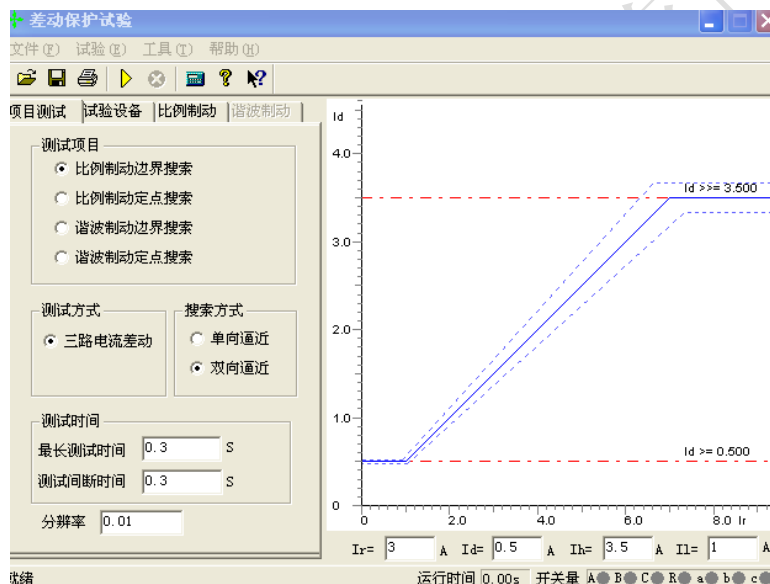 差动保护试验
文件(F) 试验(E) 工具(T) 帮助(H)
项目测试 试验设备 比例制动 谐波制动
测试项目
比例制动边界搜索
比例制动定点搜索
谐波制动边界搜索
谐波制动定点搜索
测试方式
三路电流差动
搜索方式
单向逼近
双向逼近
测试时间
最长测试时间 0.3 S
测试间断时间 0.3 S
分辨率 0.01
Id
4.0
3.0
2.0
1.0
0
Id >>= 3.500
Id >= 0.500
0 2.0 4.0 6.0 8.0 Ir
Ir= 3 A Id= 0.5 A Ih= 3.5 A Il= 1 A
就绪 运行时间 0.00s 开关量 A B C R a b c